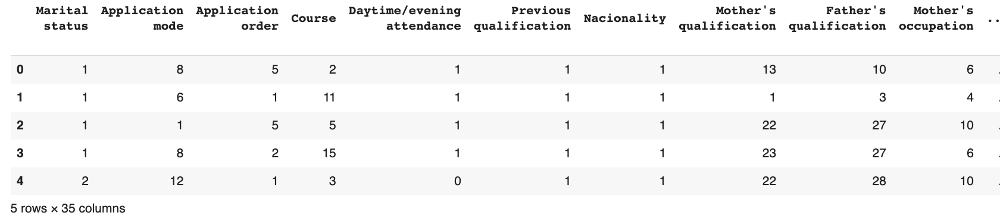 Marital status Application mode Application order Course Daytime/evening attendance Previous qualification Nacionality Mother's qualification Father's qualification Mother's occupation ..
0 1 8 5 2 1 1 1 13 10 6 .
1 1 6 1 11 1 1 1 1 3 4 .
2 1 1 5 5 1 1 1 22 27 10 .
3 1 8 2 15 1 1 1 23 27 6 .
4 2 12 1 3 0 1 1 22 28 10 .
5 rows × 35 columns